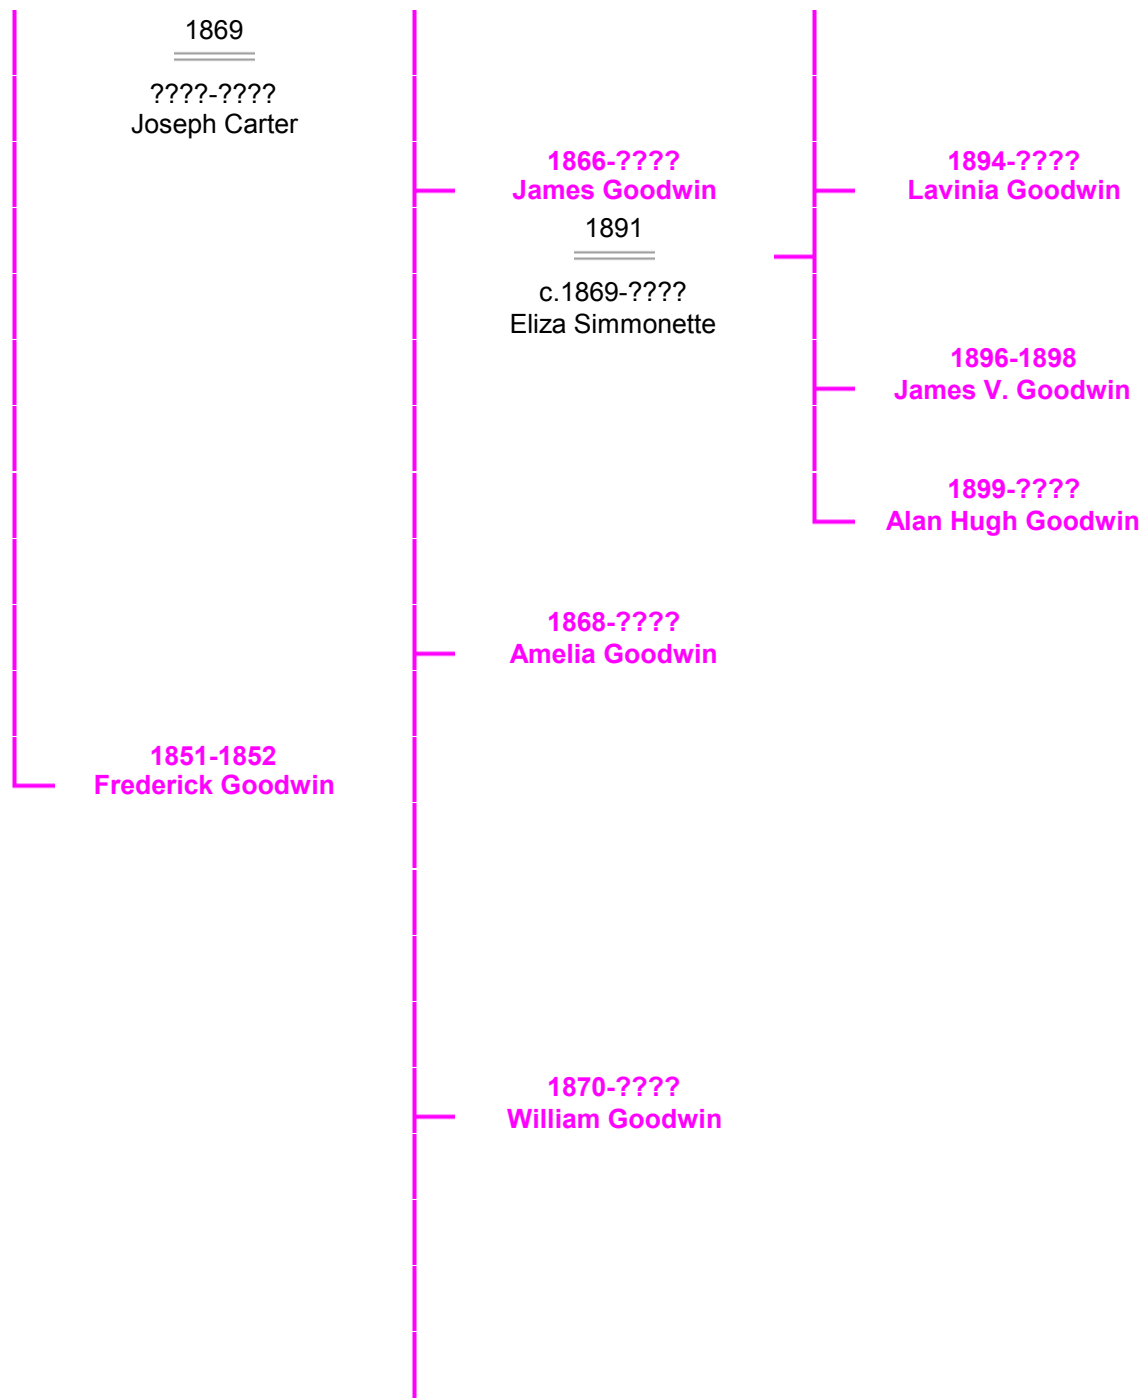 1869
????-????
Joseph Carter
1866-????
James Goodwin
1891
c.1869-????
Eliza Simmonette
1894-????
Lavinia Goodwin
1896-1898
James V. Goodwin
1899-????
Alan Hugh Goodwin
1868-????
Amelia Goodwin
1851-1852
Frederick Goodwin
1870-????
William Goodwin